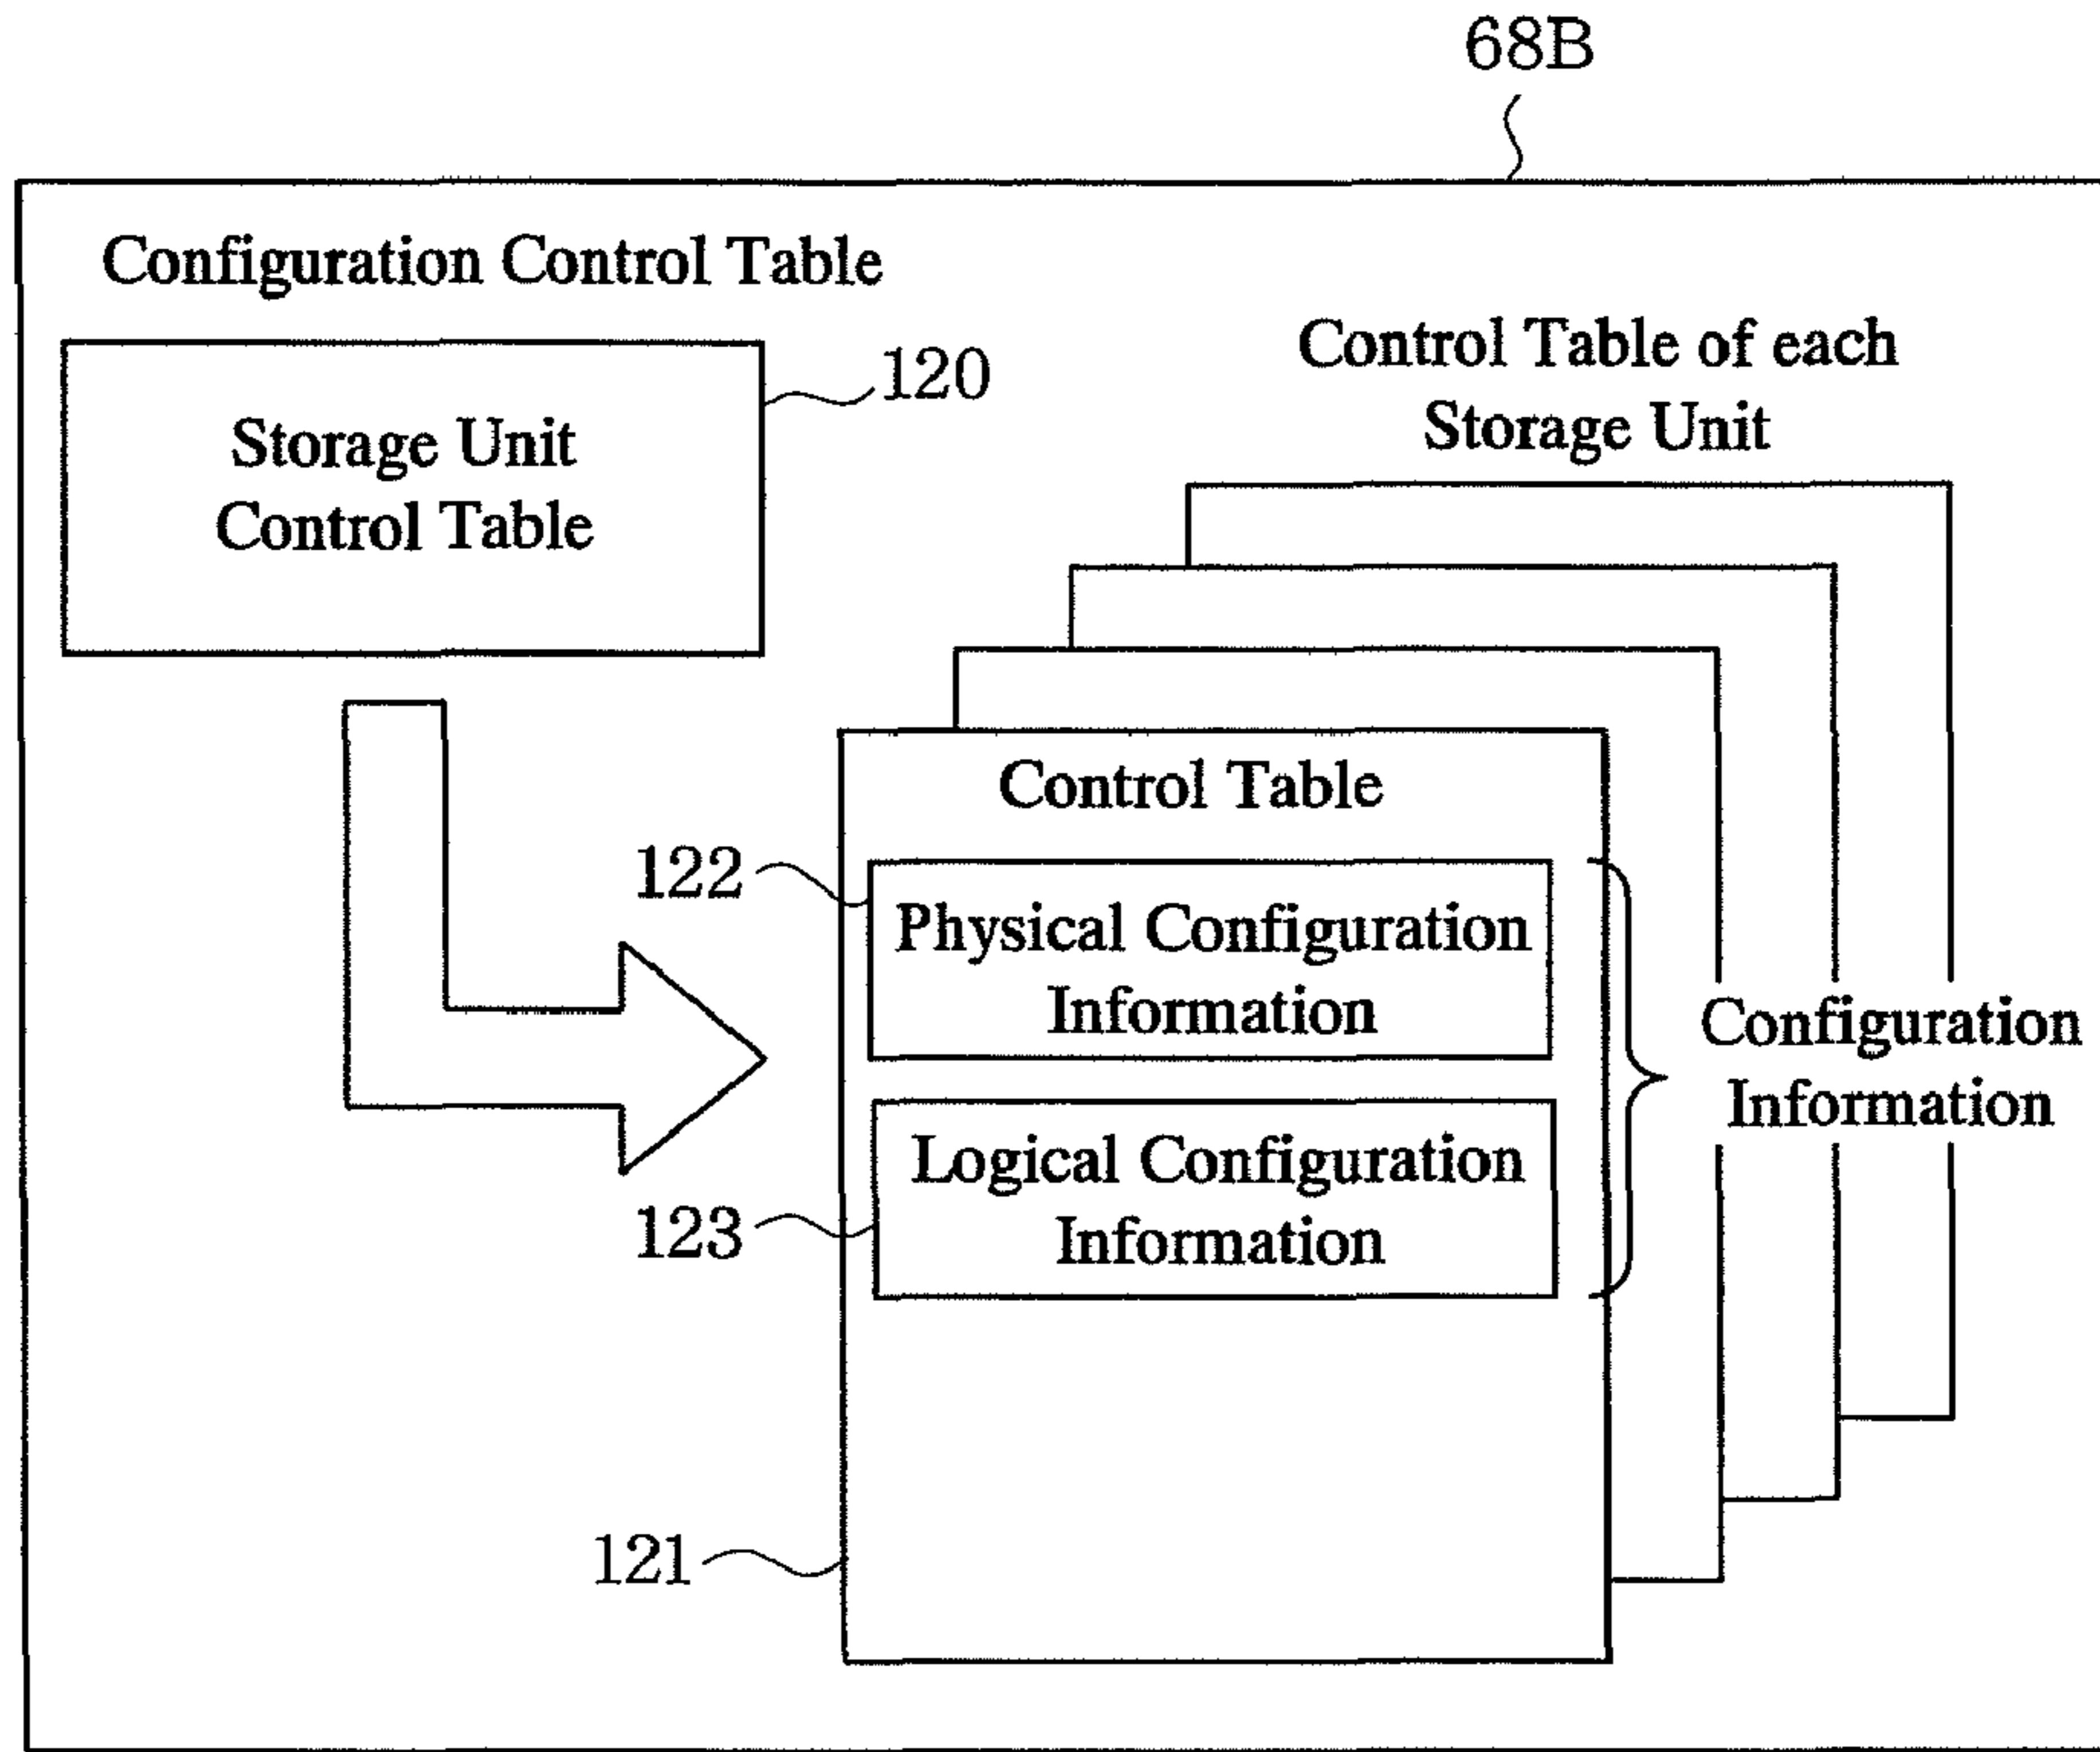 68B
Configuration Control Table
Control Table of each
Storage Unit
120
Storage Unit
Control Table
Control Table
122
Physical Configuration
Information
Configuration
Information
Logical Configuration
Information
123
121